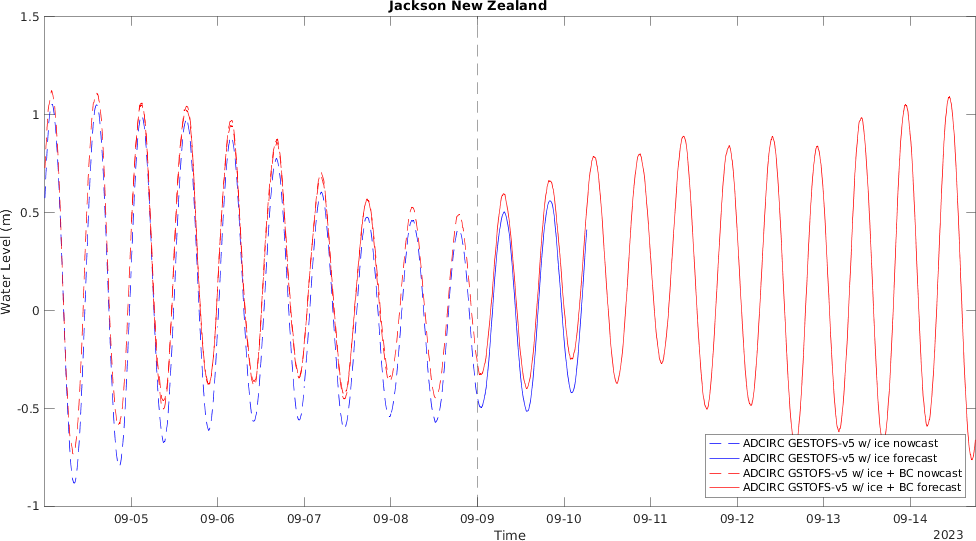 Jackson New Zealand
1.5
1
0.5
0
-0.5
-1
Water Level (m)
09-05 09-06 09-07 09-08 09-09 09-10 09-11 09-12 09-13 09-14
Time
2023
ADCIRC GESTOFS-v5 w/ ice nowcast
ADCIRC GESTOFS-v5 w/ ice forecast
ADCIRC GSTOFS-v5 w/ ice + BC nowcast
ADCIRC GSTOFS-v5 w/ ice + BC forecast